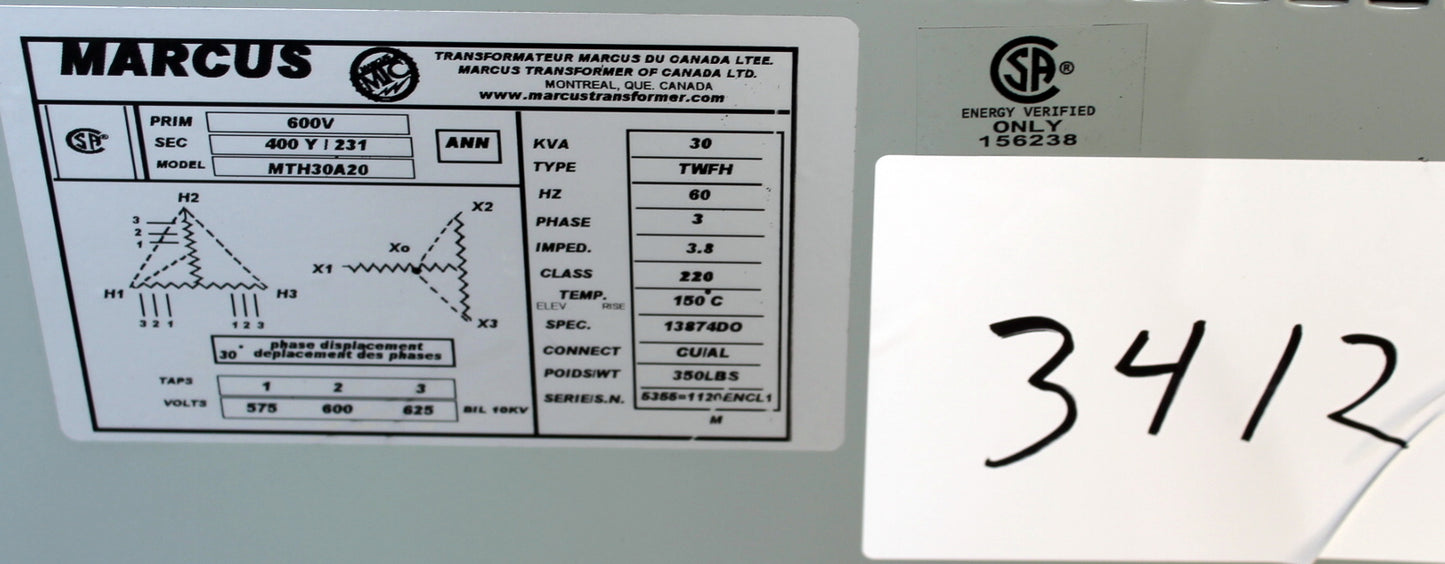 MARCUS
MTC
TRANSFORMATEUR MARCUS DU CANADA LTEE.
MARCUS TRANSFORMER OF CANADA LTD.
MONTREAL, QUE. CANADA
www.marcustransformer.com
PRIM 600V
SEC 400 Y / 231
MODEL MTH30A20
ANN
H2
3
2
1
H1
H3
3 2 1
1 2 3
X2
Xo
X1
X3
30° phase displacement
deplacement des phases
TAPS 1 2 3
VOLTS 575 600 625 BIL 10KV
KVA 30
TYPE TWFH
HZ 60
PHASE 3
IMPED. 3.8
CLASS 220
TEMP. 150°C
ELEV RISE
SPEC. 13874DO
CONNECT CU/AL
POIDS/WT 350LBS
SERIE/S.N. 5355=1120ENCL1
M
CSA®
ENERGY VERIFIED
ONLY
156238
3412